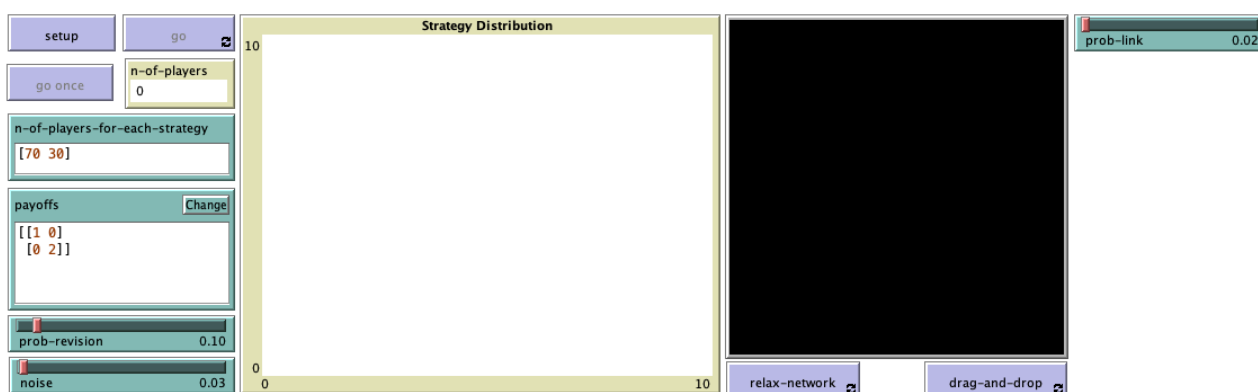 setup
go
go once
n-of-players
0
n-of-players-for-each-strategy
[70 30]
payoffs
Change
[[1 0]
[0 2]]
prob-revision 0.10
noise 0.03
Strategy Distribution
10
0
0 10
relax-network
drag-and-drop
prob-link 0.02